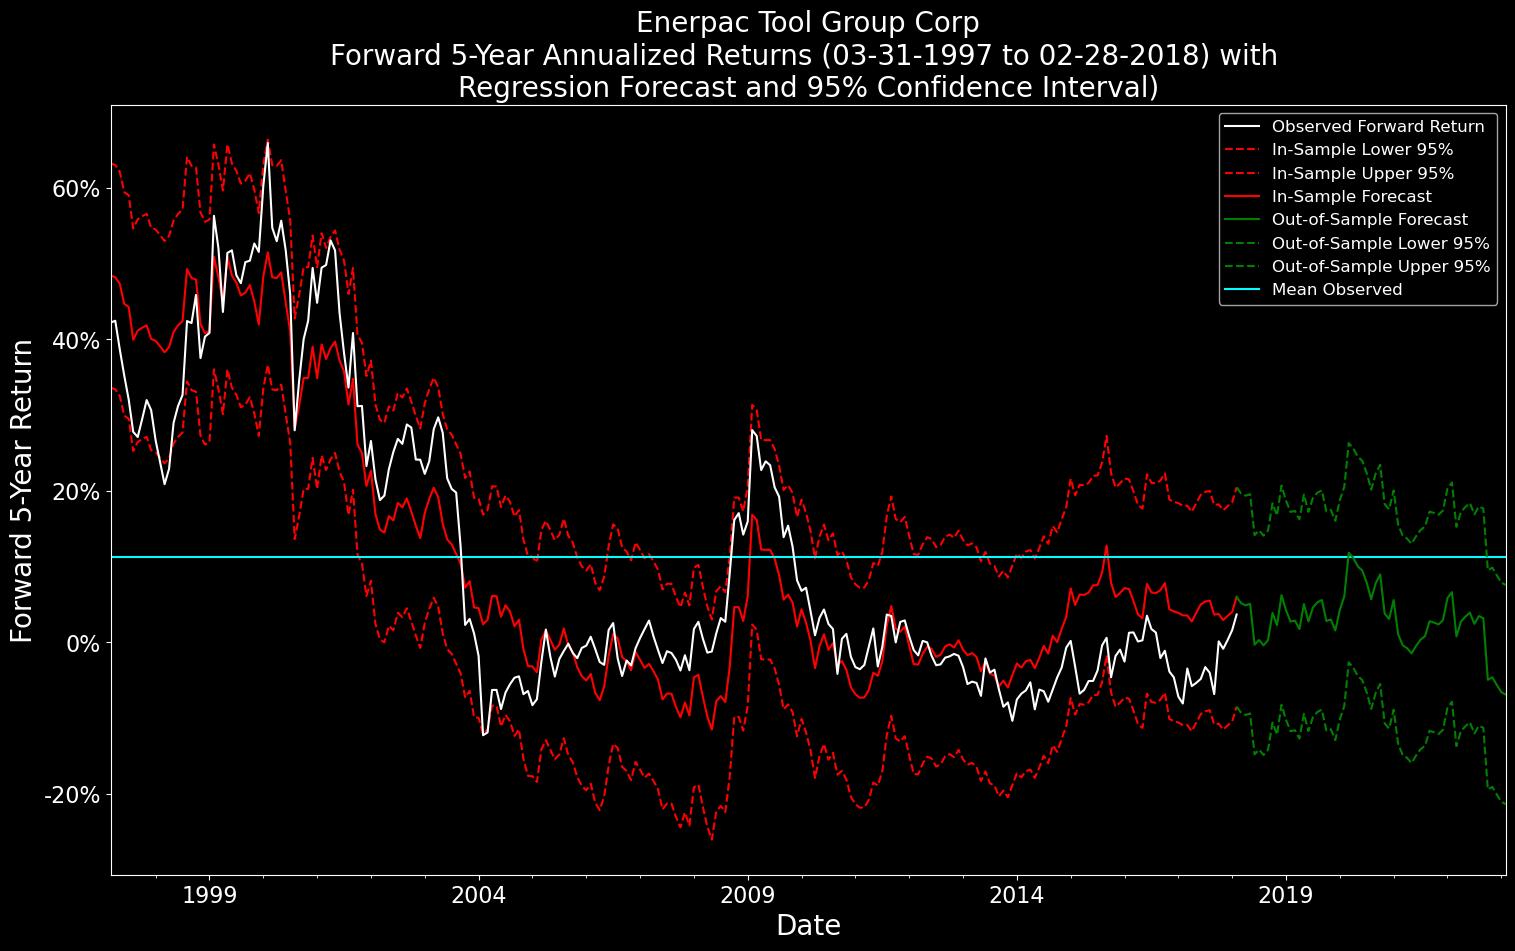 Enerpac Tool Group Corp
Forward 5-Year Annualized Returns (03-31-1997 to 02-28-2018) with
Regression Forecast and 95% Confidence Interval)
Observed Forward Return
In-Sample Lower 95%
In-Sample Upper 95%
In-Sample Forecast
Out-of-Sample Forecast
Out-of-Sample Lower 95%
Out-of-Sample Upper 95%
Mean Observed
Forward 5-Year Return
60%
40%
20%
0%
-20%
1999
2004
2009
2014
2019
Date